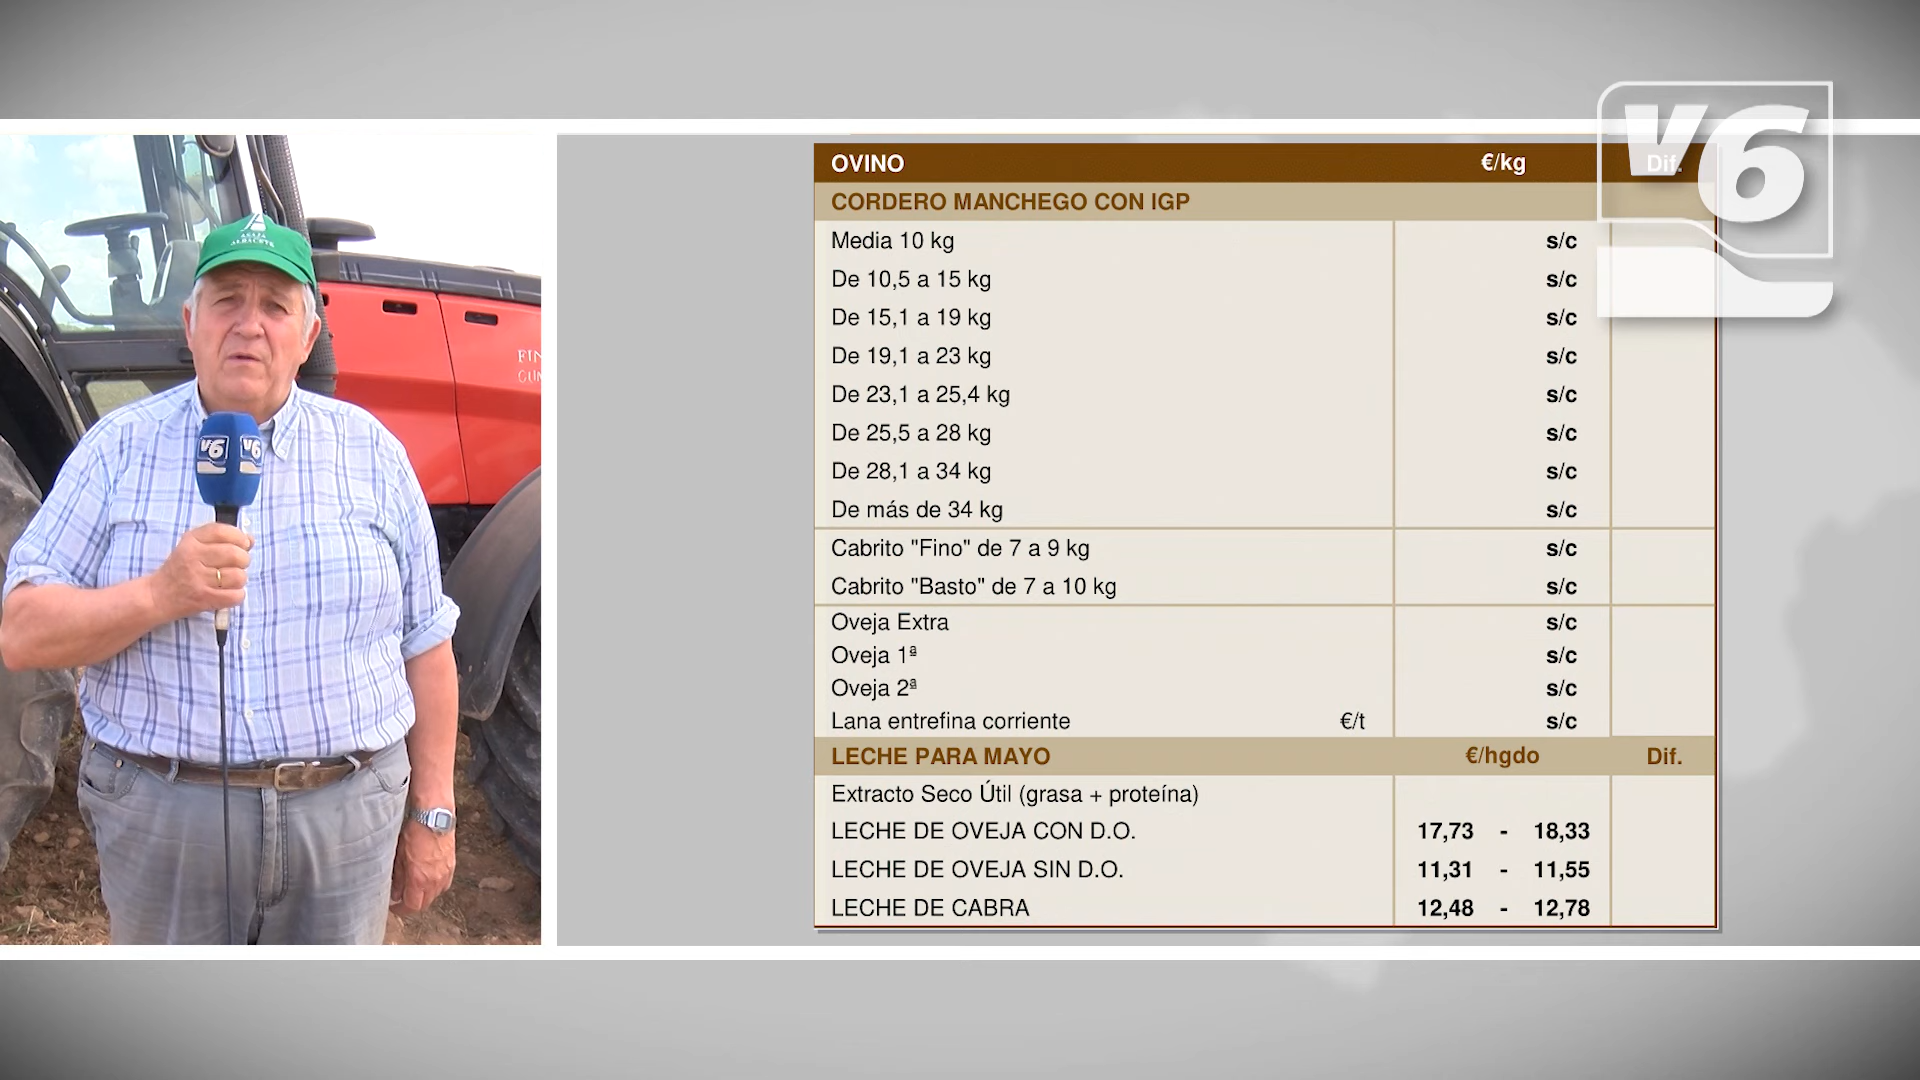 V6
OVINO €/kg Dif.
CORDERO MANCHEGO CON IGP
Media 10 kg s/c
De 10,5 a 15 kg s/c
De 15,1 a 19 kg s/c
De 19,1 a 23 kg s/c
De 23,1 a 25,4 kg s/c
De 25,5 a 28 kg s/c
De 28,1 a 34 kg s/c
De más de 34 kg s/c
Cabrito "Fino" de 7 a 9 kg s/c
Cabrito "Basto" de 7 a 10 kg s/c
Oveja Extra s/c
Oveja 1ª s/c
Oveja 2ª s/c
Lana entrefina corriente €/t s/c
LECHE PARA MAYO €/hgdo Dif.
Extracto Seco Útil (grasa + proteína)
LECHE DE OVEJA CON D.O. 17,73 - 18,33
LECHE DE OVEJA SIN D.O. 11,31 - 11,55
LECHE DE CABRA 12,48 - 12,78
ALBACETE
V6 V6
FIN